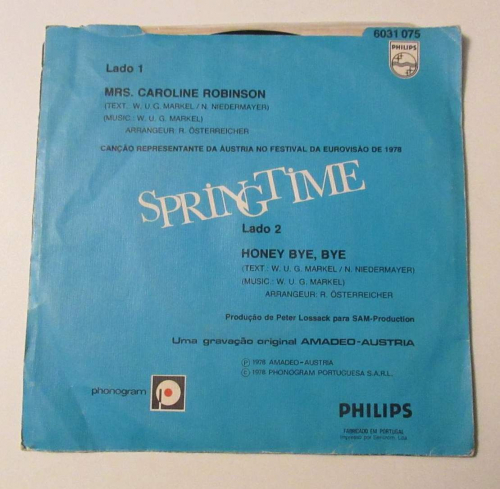 6031 075
PHILIPS
Lado 1
MRS. CAROLINE ROBINSON
(TEXT : W. U. G. MARKEL / N. NIEDERMAYER)
(MUSIC : W. U. G. MARKEL)
ARRANGEUR: R. ÖSTERREICHER
CANÇÃO REPRESENTANTE DA ÁUSTRIA NO FESTIVAL DA EUROVISÃO DE 1978
SPRINGTIME
Lado 2
HONEY BYE, BYE
(TEXT : W. U. G. MARKEL / N. NIEDERMAYER)
(MUSIC : W. U. G. MARKEL)
ARRANGEUR: R. ÖSTERREICHER
Produção de Peter Lossack para SAM-Production
Uma gravação original AMADEO-AUSTRIA
Ⓟ 1978 AMADEO-AUSTRIA
Ⓒ 1978 PHONOGRAM PORTUGUESA S.A.R.L.
phonogram
PHILIPS
FABRICADO EM PORTUGAL